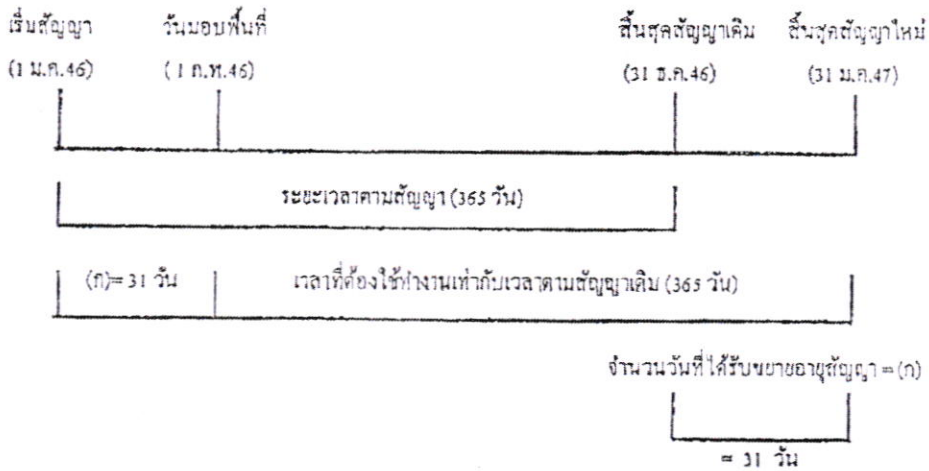 เริ่มสัญญา วันมอบพื้นที่ สิ้นสุดสัญญาเดิม สิ้นสุดสัญญาใหม่
(1 ม.ค.46) (1 ก.พ.46) (31 ธ.ค.46) (31 ม.ค.47)
ระยะเวลาตามสัญญา (365 วัน)
(ก)= 31 วัน เวลาที่ต้องใช้ทำงานเท่ากับเวลาตามสัญญาเดิม (365 วัน)
จำนวนวันที่ได้รับขยายอายุสัญญา = (ก)
= 31 วัน